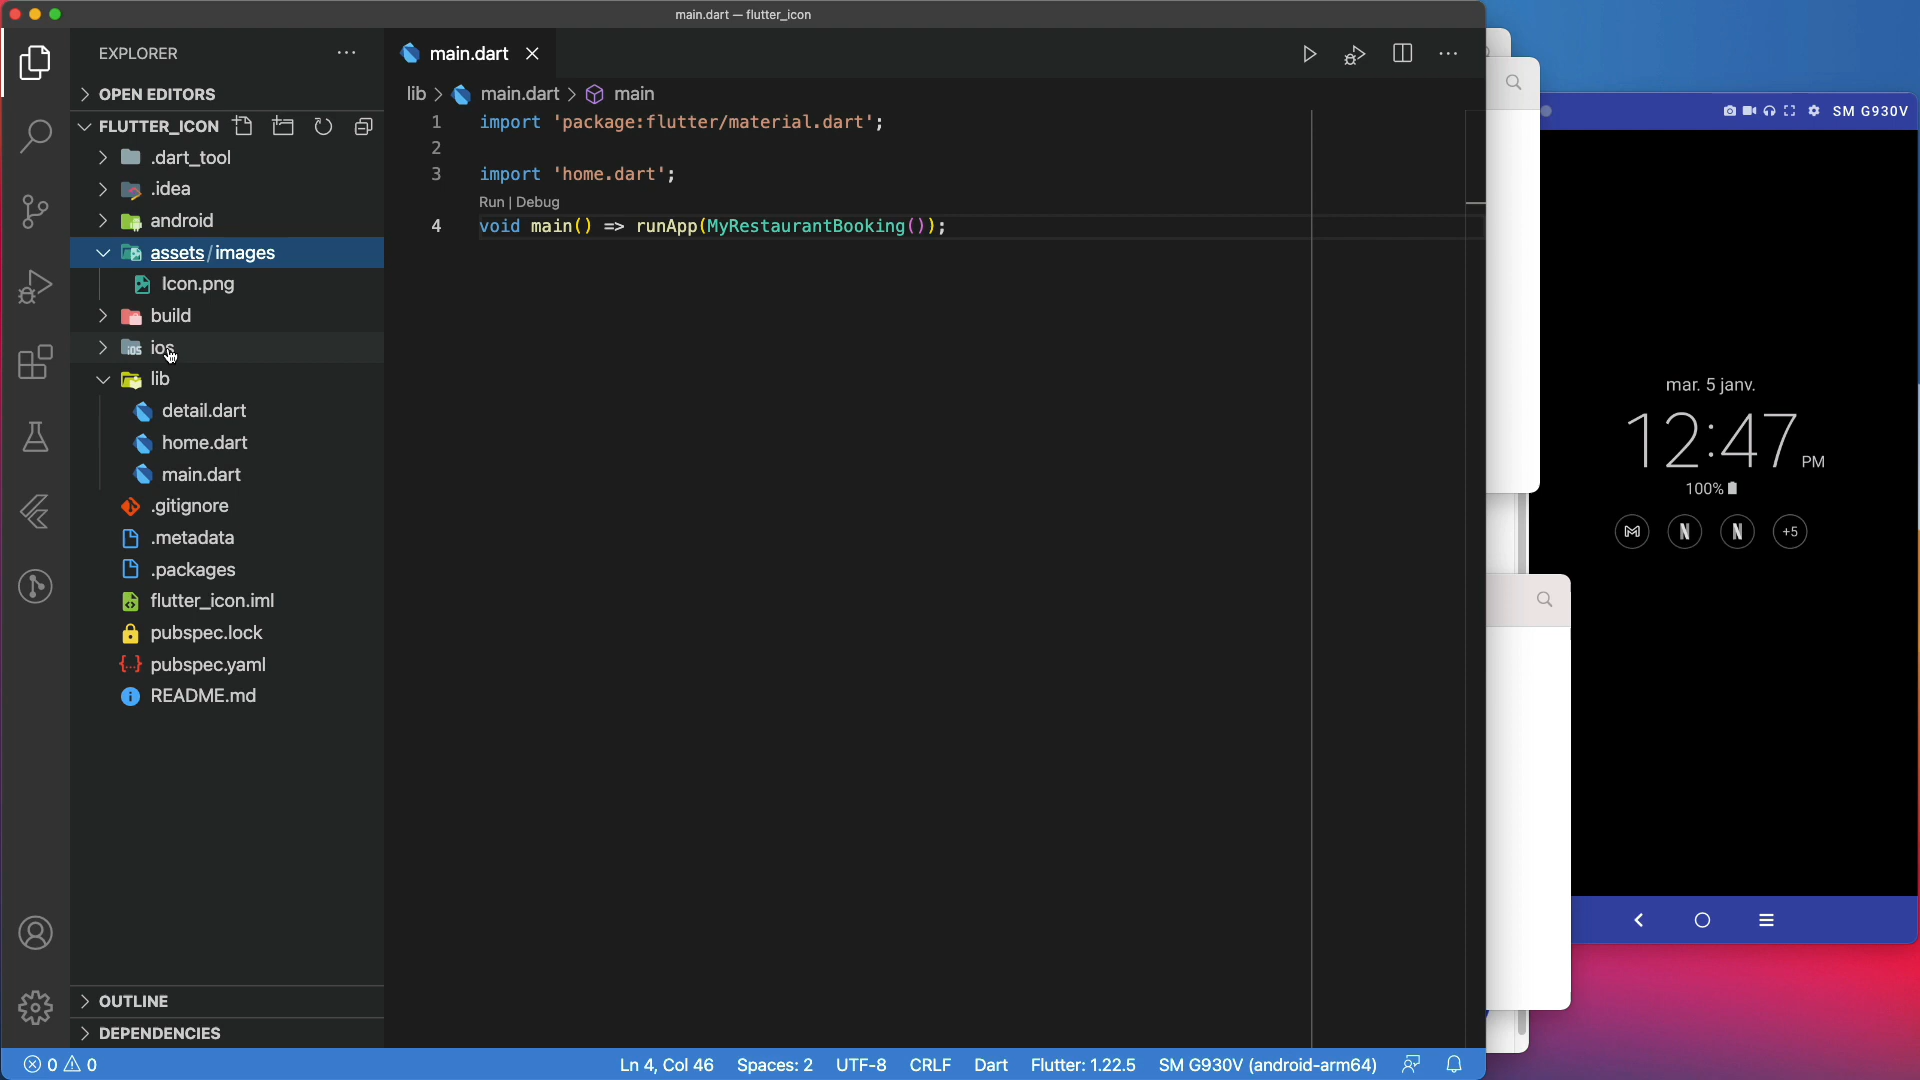 main.dart — flutter_icon
EXPLORER
OPEN EDITORS
FLUTTER_ICON
.dart_tool
.idea
android
assets / images
Icon.png
build
ios
lib
detail.dart
home.dart
main.dart
.gitignore
.metadata
.packages
flutter_icon.iml
pubspec.lock
pubspec.yaml
README.md
OUTLINE
DEPENDENCIES
main.dart
lib > main.dart > main
1 import 'package:flutter/material.dart';
2
3 import 'home.dart';
Run | Debug
4 void main() => runApp(MyRestaurantBooking());
0 0
Ln 4, Col 46 Spaces: 2 UTF-8 CRLF Dart Flutter: 1.22.5 SM G930V (android-arm64)
SM G930V
mar. 5 janv.
12:47 PM
100%
N N +5